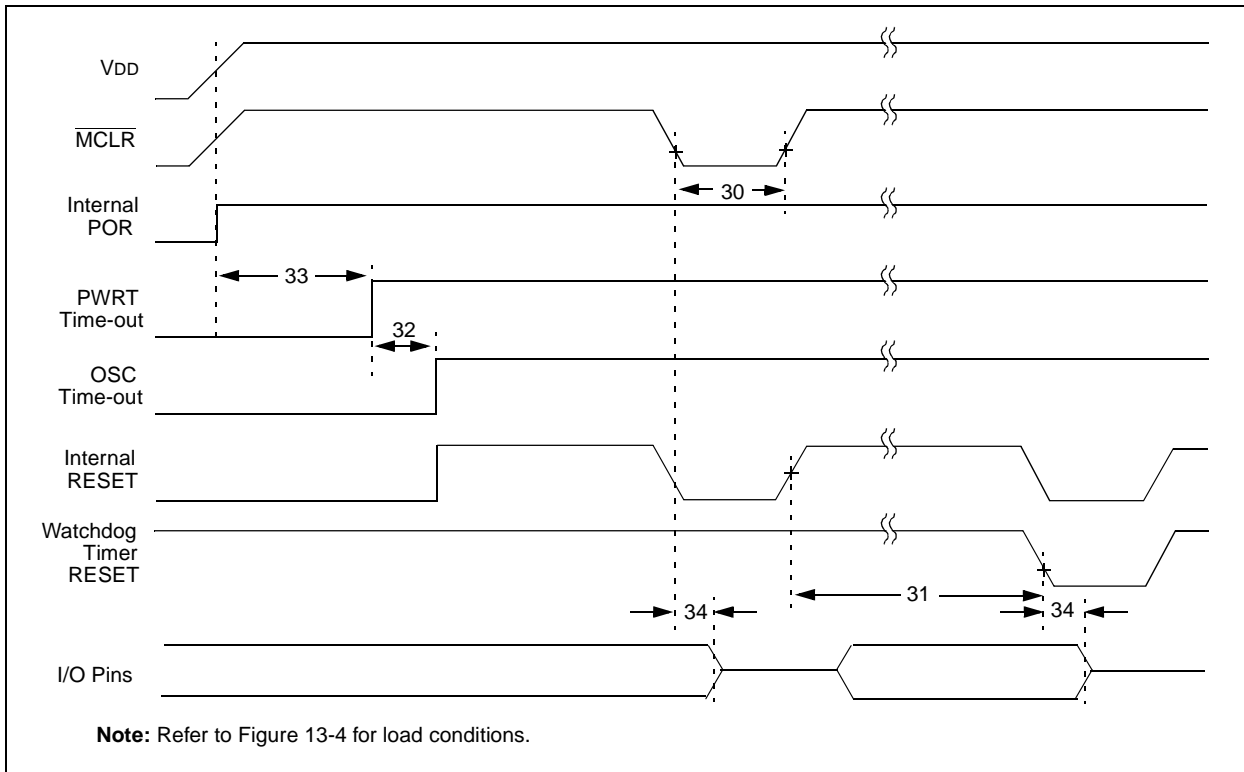 VDD
MCLR
30
Internal
POR
33
PWRT
Time-out
32
OSC
Time-out
Internal
RESET
Watchdog
Timer
RESET
31
34
34
I/O Pins
Note: Refer to Figure 13-4 for load conditions.